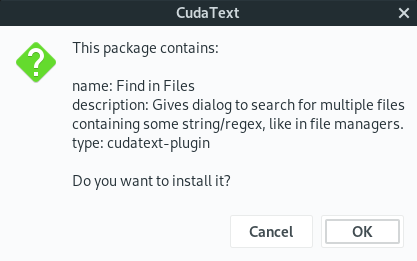 CudaText
This package contains:
name: Find in Files
description: Gives dialog to search for multiple files
containing some string/regex, like in file managers.
type: cudatext-plugin
Do you want to install it?
Cancel
OK